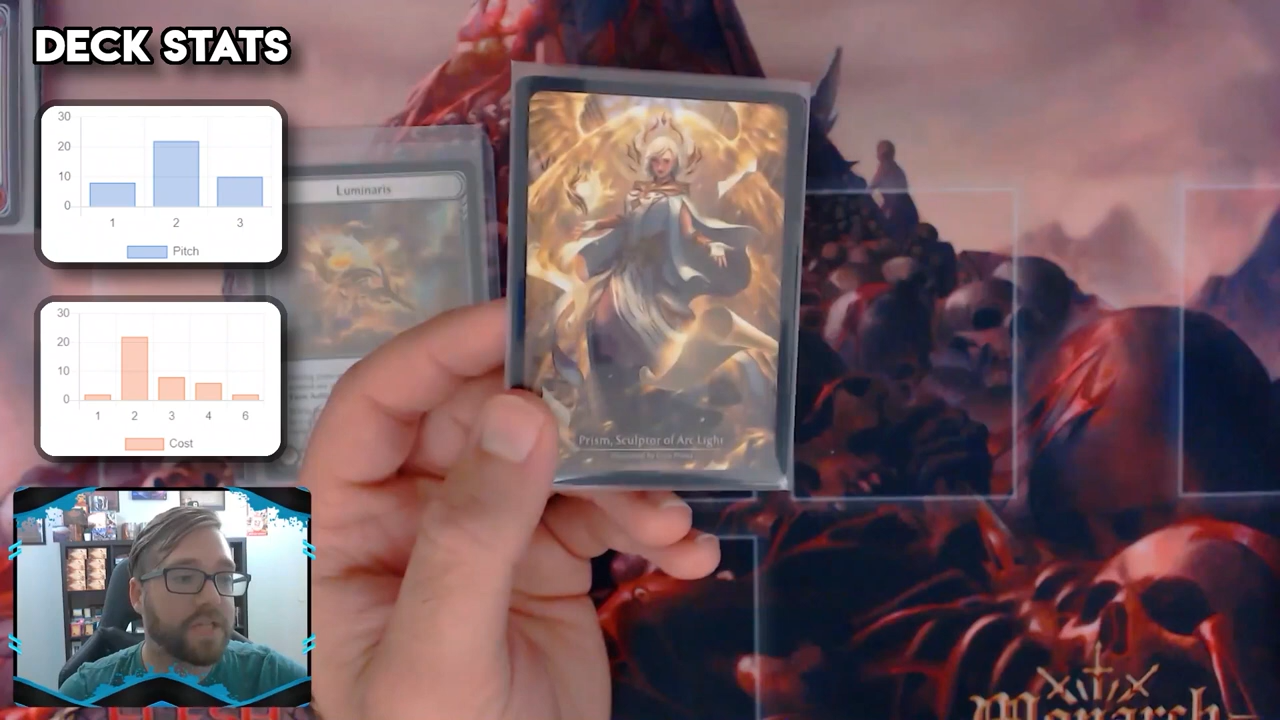 DECK STATS
30
20
10
0
1 2 3
Pitch
30
20
10
0
1 2 3 4 6
Cost
Luminaris
Prism, Sculptor of Arc Light
Monarch